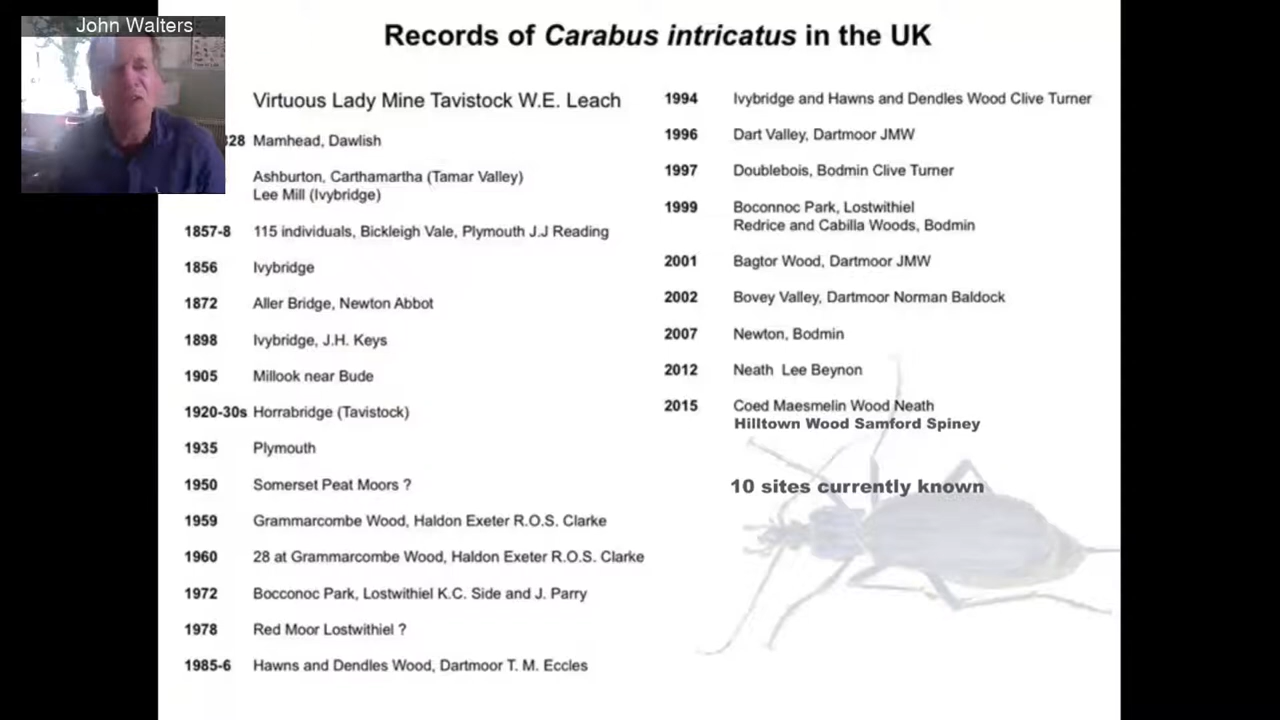 John Walters
Records of Carabus intricatus in the UK
Virtuous Lady Mine Tavistock W.E. Leach
328 Mamhead, Dawlish
Ashburton, Carthamartha (Tamar Valley)
Lee Mill (Ivybridge)
1857-8 115 individuals, Bickleigh Vale, Plymouth J.J Reading
1856 Ivybridge
1872 Aller Bridge, Newton Abbot
1898 Ivybridge, J.H. Keys
1905 Millook near Bude
1920-30s Horrabridge (Tavistock)
1935 Plymouth
1950 Somerset Peat Moors ?
1959 Grammarcombe Wood, Haldon Exeter R.O.S. Clarke
1960 28 at Grammarcombe Wood, Haldon Exeter R.O.S. Clarke
1972 Bocconoc Park, Lostwithiel K.C. Side and J. Parry
1978 Red Moor Lostwithiel ?
1985-6 Hawns and Dendles Wood, Dartmoor T. M. Eccles
1994 Ivybridge and Hawns and Dendles Wood Clive Turner
1996 Dart Valley, Dartmoor JMW
1997 Doublebois, Bodmin Clive Turner
1999 Boconnoc Park, Lostwithiel
Redrice and Cabilla Woods, Bodmin
2001 Bagtor Wood, Dartmoor JMW
2002 Bovey Valley, Dartmoor Norman Baldock
2007 Newton, Bodmin
2012 Neath Lee Beynon
2015 Coed Maesmelin Wood Neath
Hilltown Wood Samford Spiney
10 sites currently known